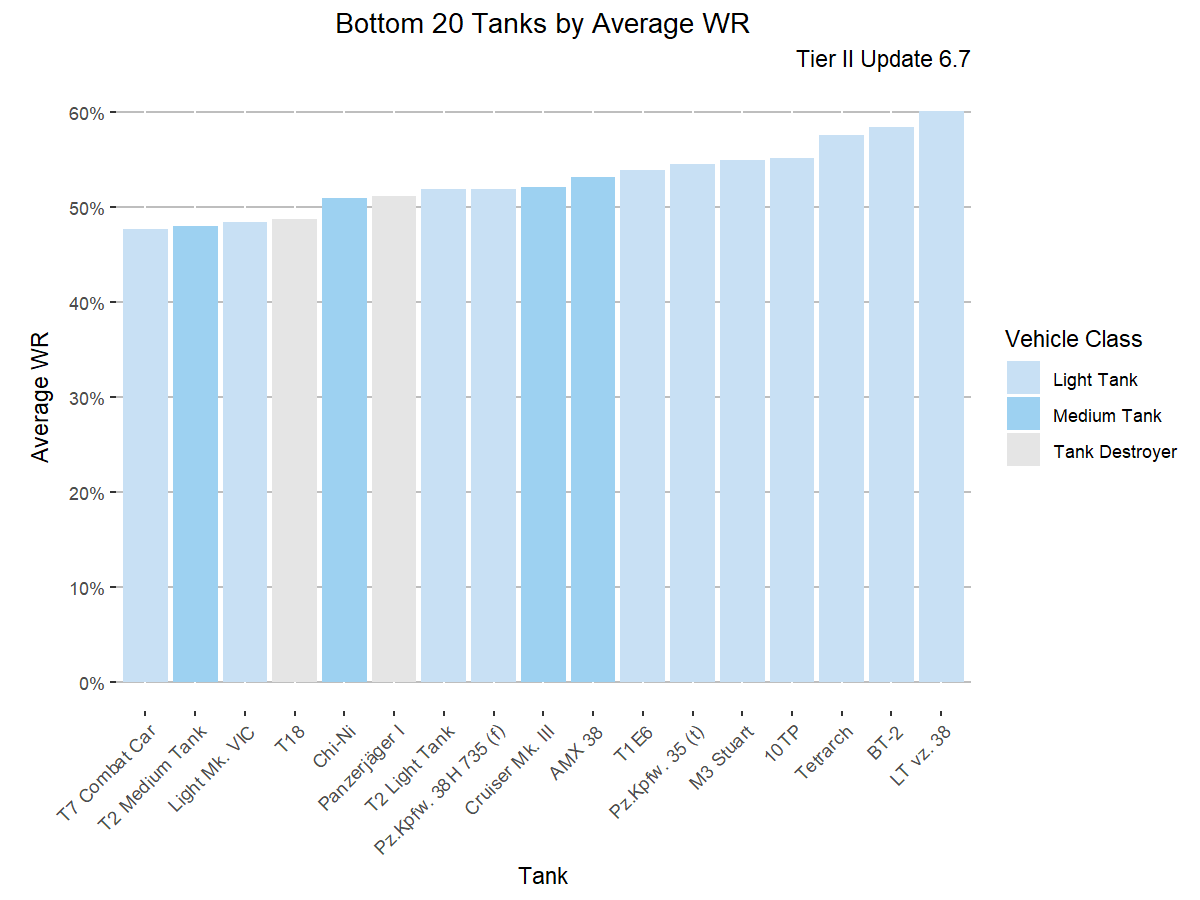 Bottom 20 Tanks by Average WR
Tier II Update 6.7
60%
50%
40%
30%
20%
10%
0%
Average WR
T7 Combat Car
T2 Medium Tank
Light Mk. VIC
T18
Chi-Ni
Panzerjäger I
T2 Light Tank
Pz.Kpfw. 38H 735 (f)
Cruiser Mk. III
AMX 38
T1E6
Pz.Kpfw. 35 (t)
M3 Stuart
10TP
Tetrarch
BT-2
LT vz. 38
Tank
Vehicle Class
Light Tank
Medium Tank
Tank Destroyer